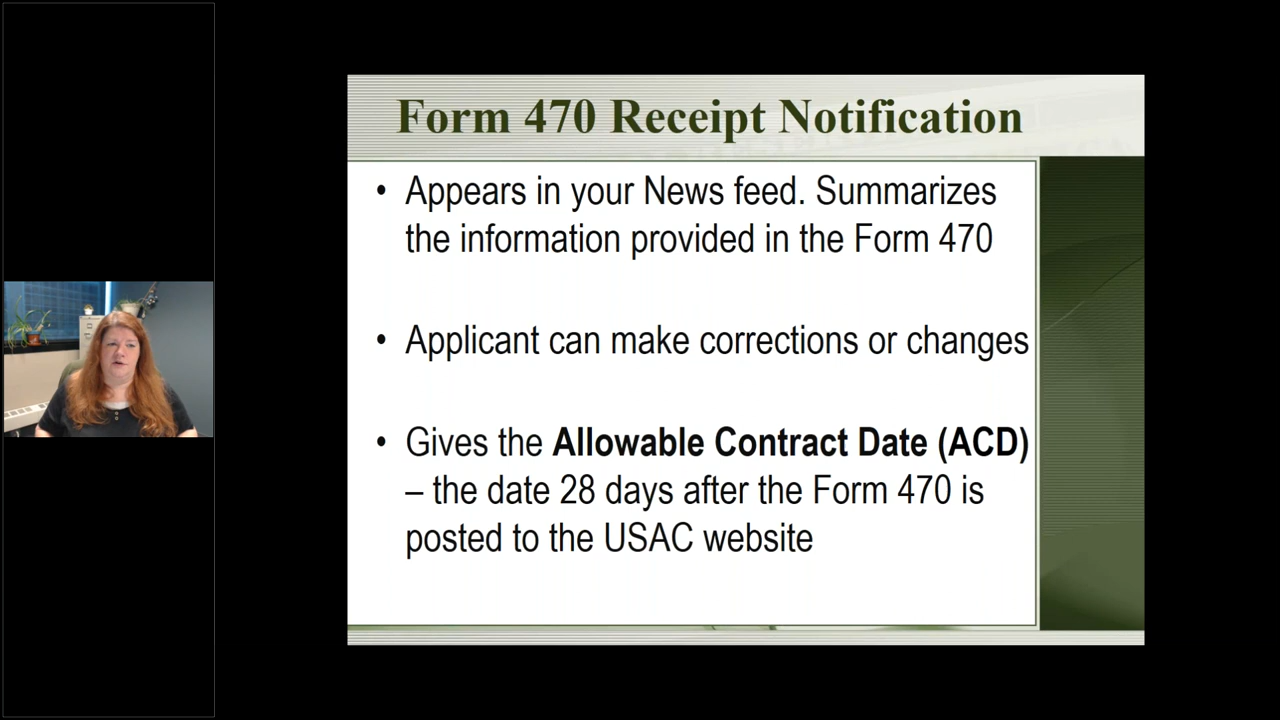 Form 470 Receipt Notification
• Appears in your News feed. Summarizes
the information provided in the Form 470
• Applicant can make corrections or changes
• Gives the Allowable Contract Date (ACD)
– the date 28 days after the Form 470 is
posted to the USAC website